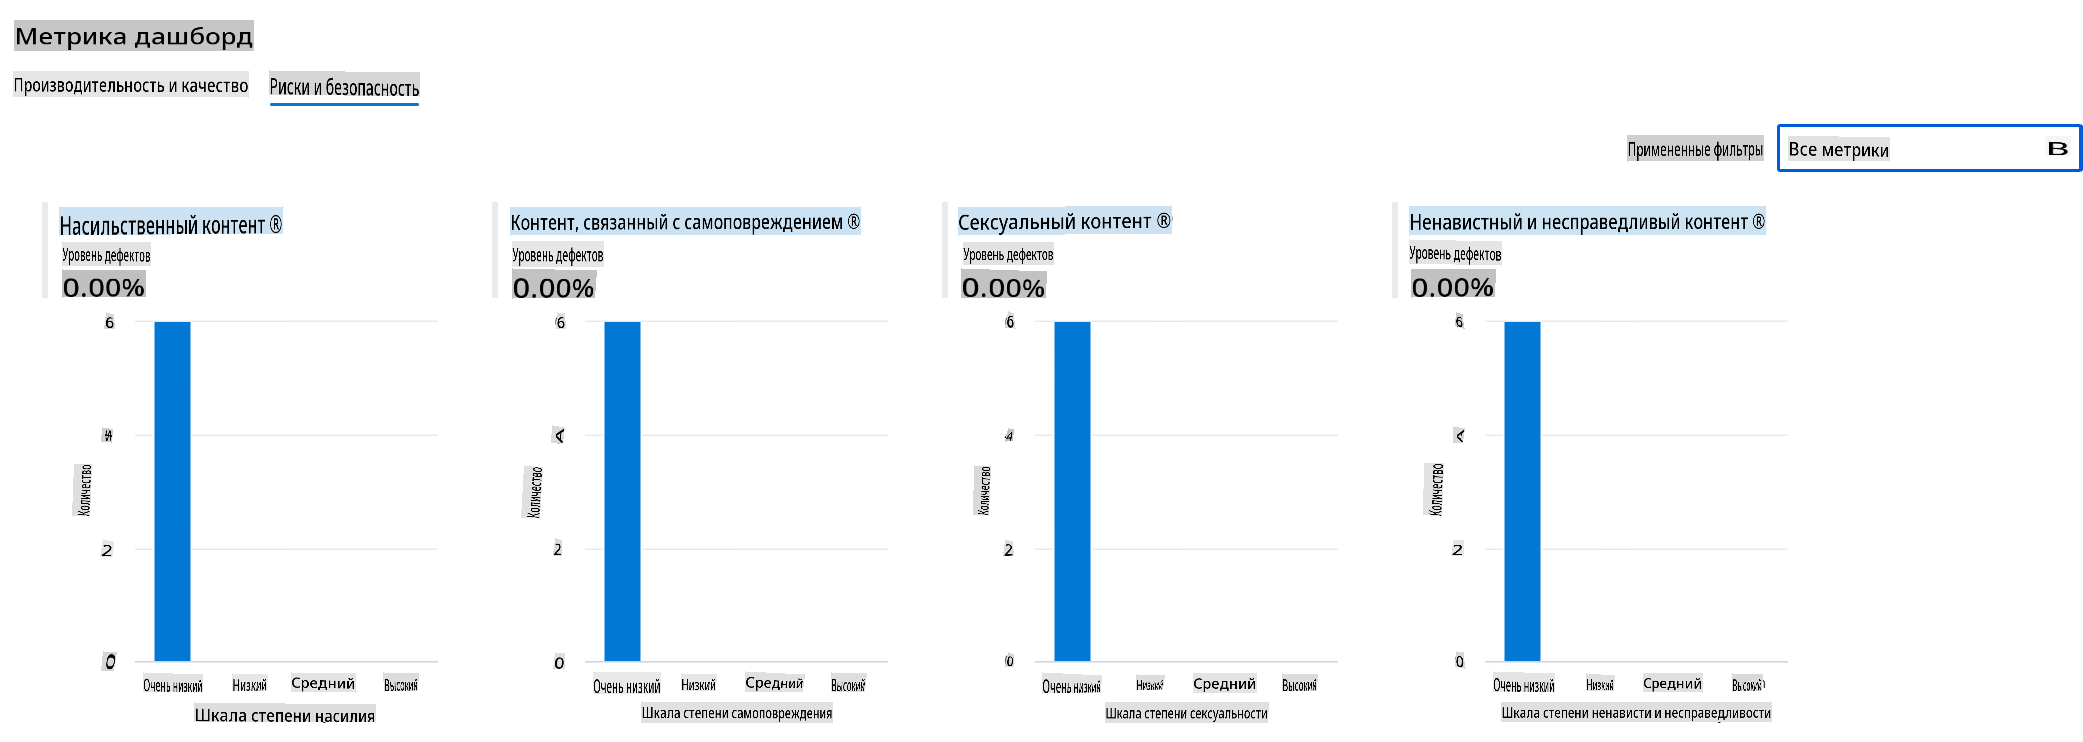 Метрика дашборд
Производительность и качество
Риски и безопасность
Примененные фильтры
Все метрики
B
Насильственный контент ®
Уровень дефектов
0.00%
6
4
2
0
Количество
Очень низкий Низкий Средний Высокий
Шкала степени насилия
Контент, связанный с самоповреждением ®
Уровень дефектов
0.00%
6
A
2
0
Количество
Очень низкий Низкий Средний Высокий
Шкала степени самоповреждения
Сексуальный контент ®
Уровень дефектов
0.00%
6
4
2
0
Количество
Очень низкий Низкий Средний Высокий
Шкала степени сексуальности
Ненавистный и несправедливый контент ®
Уровень дефектов
0.00%
6
A
2
0
Количество
Очень низкий Низкий Средний Высокий
Шкала степени ненависти и несправедливости